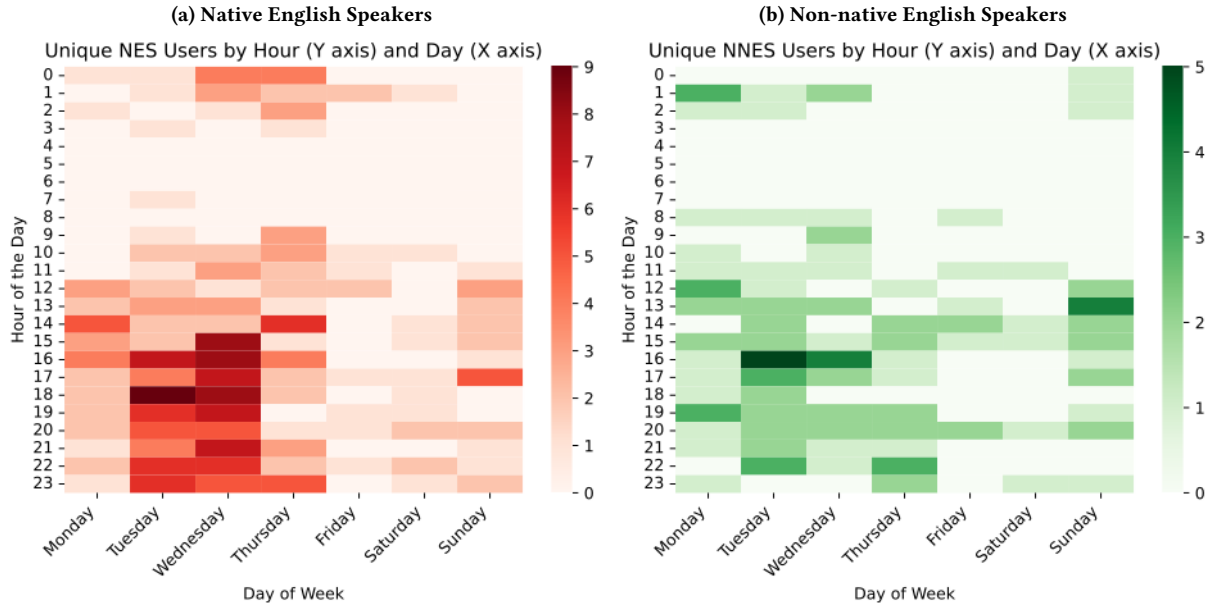 (a) Native English Speakers
Unique NES Users by Hour (Y axis) and Day (X axis)
Hour of the Day
0
1
2
3
4
5
6
7
8
9
10
11
12
13
14
15
16
17
18
19
20
21
22
23
Monday
Tuesday
Wednesday
Thursday
Friday
Saturday
Sunday
Day of Week
9
8
7
6
5
4
3
2
1
0
(b) Non-native English Speakers
Unique NNES Users by Hour (Y axis) and Day (X axis)
Hour of the Day
0
1
2
3
4
5
6
7
8
9
10
11
12
13
14
15
16
17
18
19
20
21
22
23
Monday
Tuesday
Wednesday
Thursday
Friday
Saturday
Sunday
Day of Week
5
4
3
2
1
0